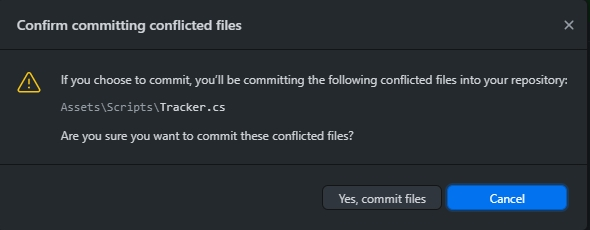 Confirm committing conflicted files
If you choose to commit, you'll be committing the following conflicted files into your repository:
Assets\Scripts\Tracker.cs
Are you sure you want to commit these conflicted files?
Yes, commit files
Cancel